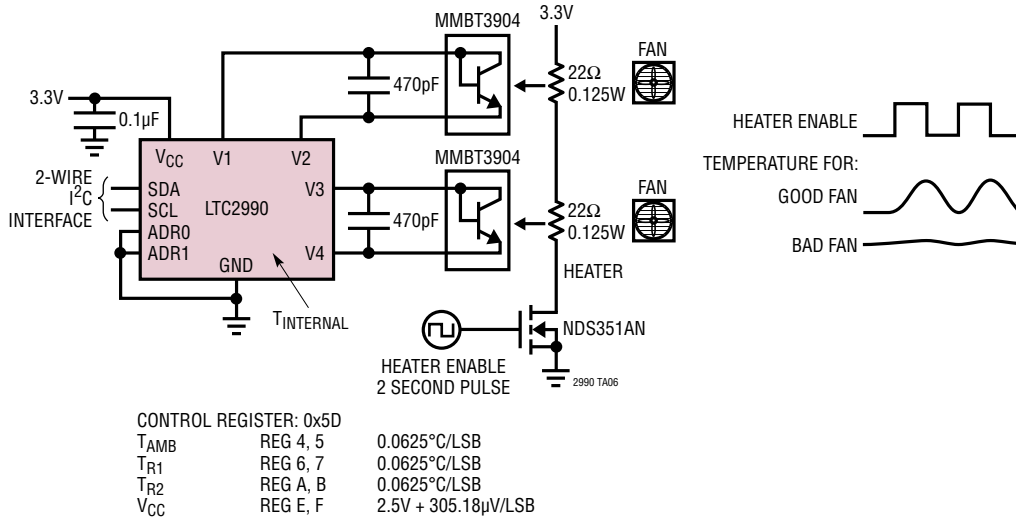 MMBT3904
3.3V
FAN
470pF
22Ω
0.125W
3.3V
0.1µF
VCC
V1
V2
2-WIRE
I²C
INTERFACE
SDA
SCL
ADR0
ADR1
LTC2990
GND
V3
V4
TINTERNAL
MMBT3904
FAN
470pF
22Ω
0.125W
HEATER
NDS351AN
HEATER ENABLE
2 SECOND PULSE
2990 TA06
HEATER ENABLE
TEMPERATURE FOR:
GOOD FAN
BAD FAN
CONTROL REGISTER: 0x5D
TAMB REG 4, 5 0.0625°C/LSB
TR1 REG 6, 7 0.0625°C/LSB
TR2 REG A, B 0.0625°C/LSB
VCC REG E, F 2.5V + 305.18µV/LSB